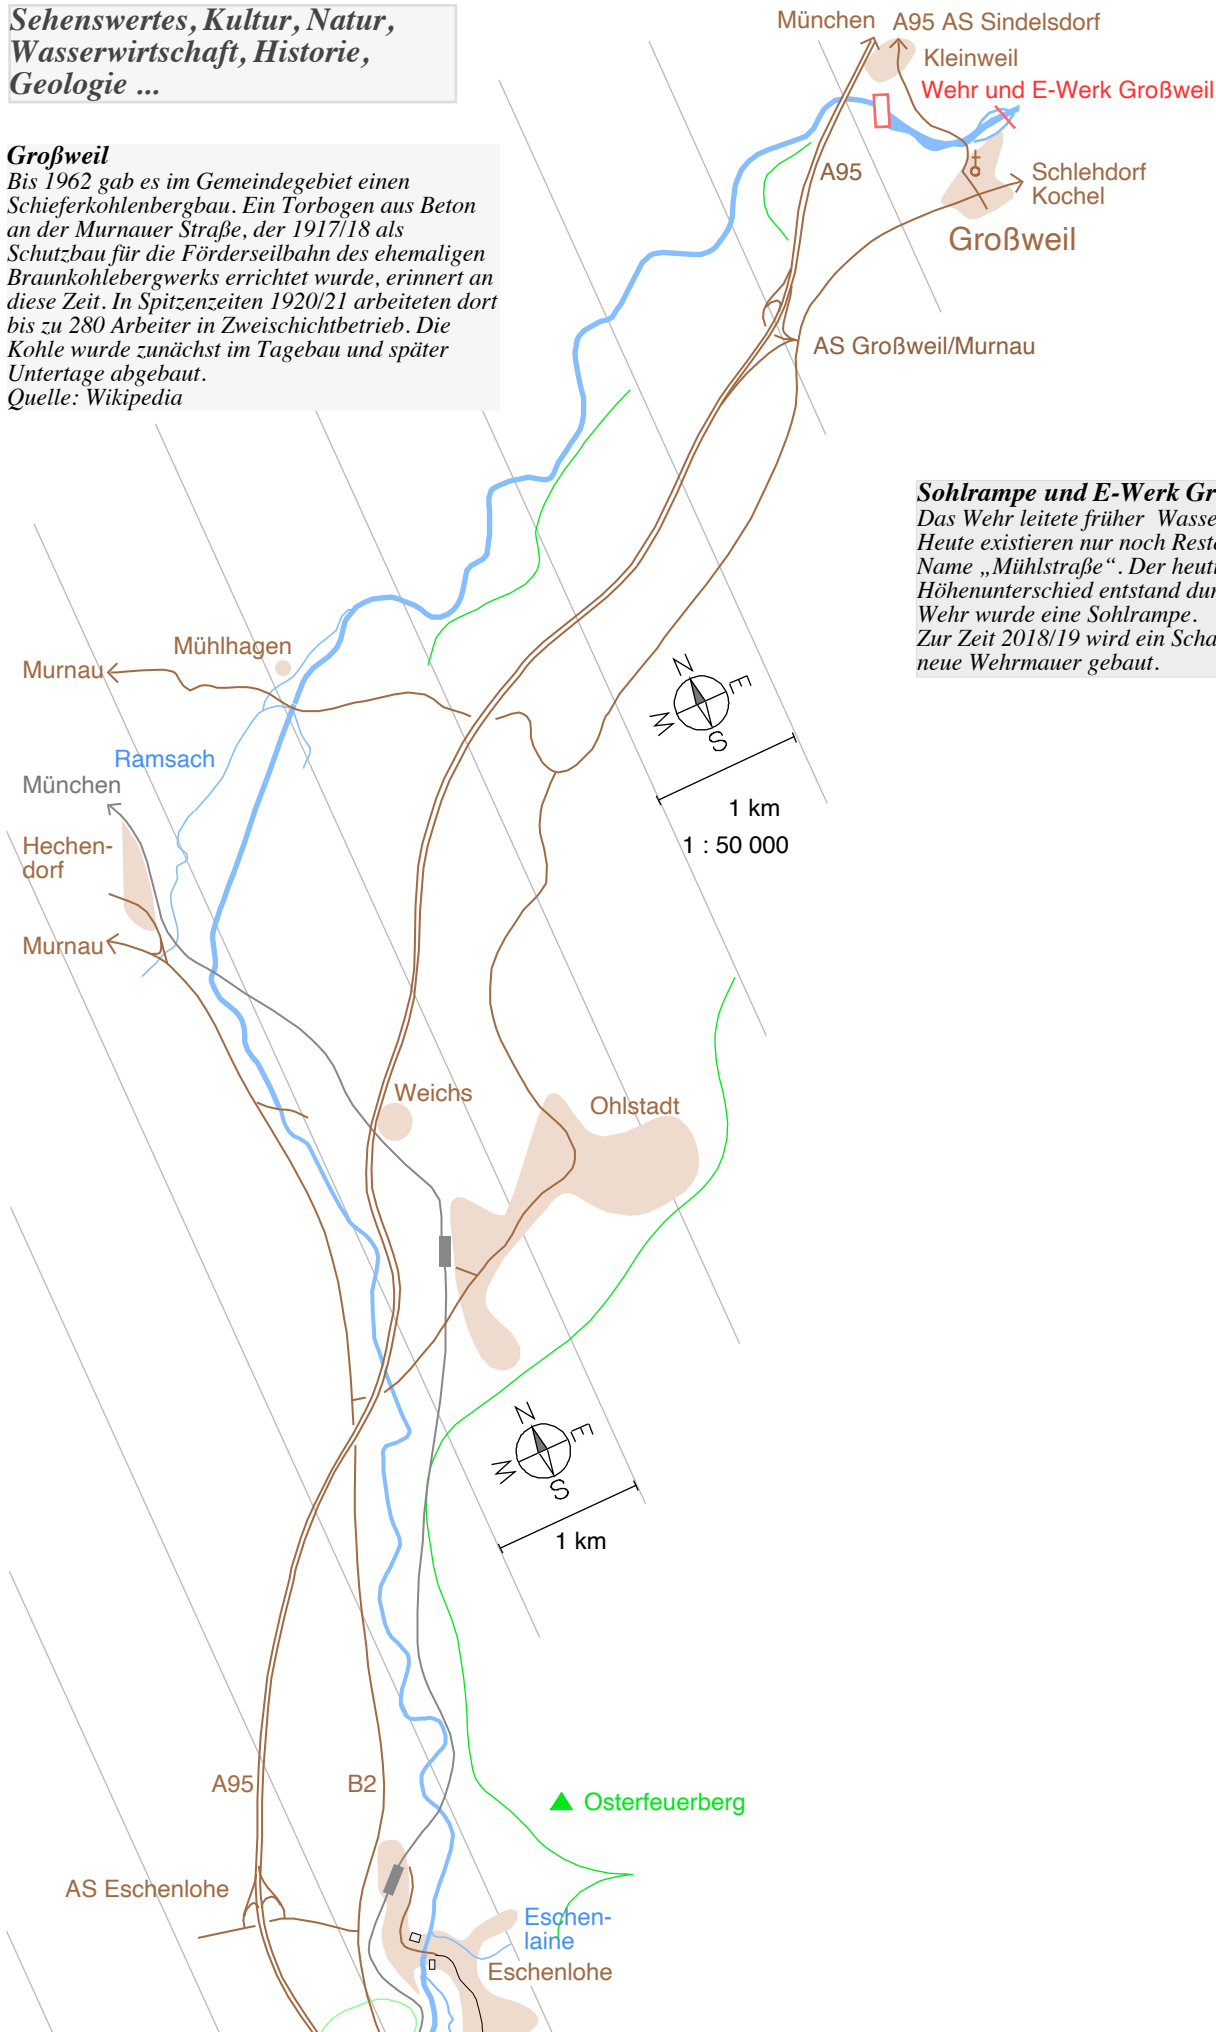 Sehenswertes, Kultur, Natur,
Wasserwirtschaft, Historie,
Geologie ...
Großweil
Bis 1962 gab es im Gemeindegebiet einen
Schieferkohlenbergbau. Ein Torbogen aus Beton
an der Murnauer Straße, der 1917/18 als
Schutzbau für die Förderseilbahn des ehemaligen
Braunkohlebergwerks errichtet wurde, erinnert an
diese Zeit. In Spitzenzeiten 1920/21 arbeiteten dort
bis zu 280 Arbeiter in Zweischichtbetrieb. Die
Kohle wurde zunächst im Tagebau und später
Untertage abgebaut.
Quelle: Wikipedia
München
A95 AS Sindelsdorf
Kleinweil
Wehr und E-Werk Großweil
A95
Schlehdorf
Kochel
Großweil
AS Großweil/Murnau
Sohlrampe und E-Werk
Das Wehr leitete früher
Heute existieren nur noch
Name „Mühlstraße“. Der
Höhenunterschied entstand
Wehr wurde eine Sohlrampe.
Zur Zeit 2018/19 wird ein
neue Wehrmauer gebaut.
Mühlhagen
Murnau
N
E
W
S
1 km
1 : 50 000
Ramsach
München
Hechen-
dorf
Murnau
Weichs
Ohlstadt
N
E
W
S
1 km
A95
B2
Osterfeuerberg
AS Eschenlohe
Eschen-
laine
Eschenlohe